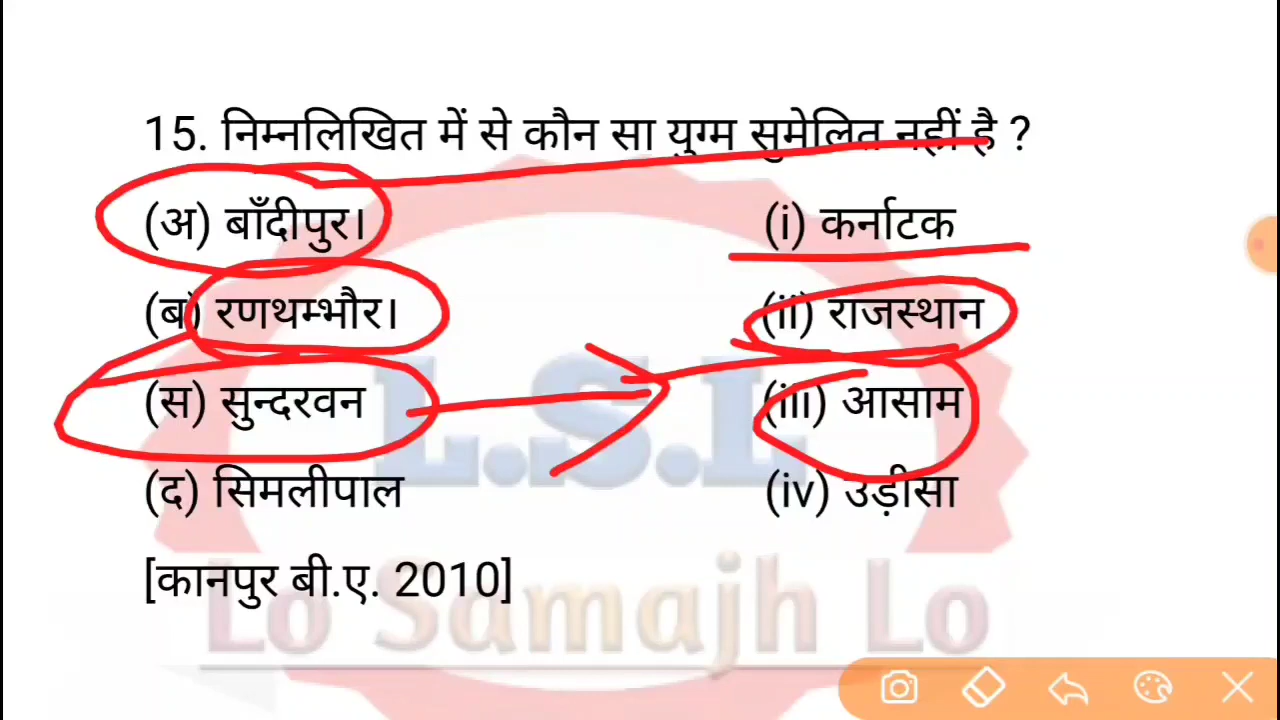 15. निम्नलिखित में से कौन सा युग्म सुमेलित नहीं है ?
(अ) बाँदीपुर। (i) कर्नाटक
(ब) रणथम्भौर। (ii) राजस्थान
(स) सुन्दरवन (iii) आसाम
(द) सिमलीपाल (iv) उड़ीसा
[कानपुर बी.ए. 2010]
L.S.L
Lo Samajh Lo